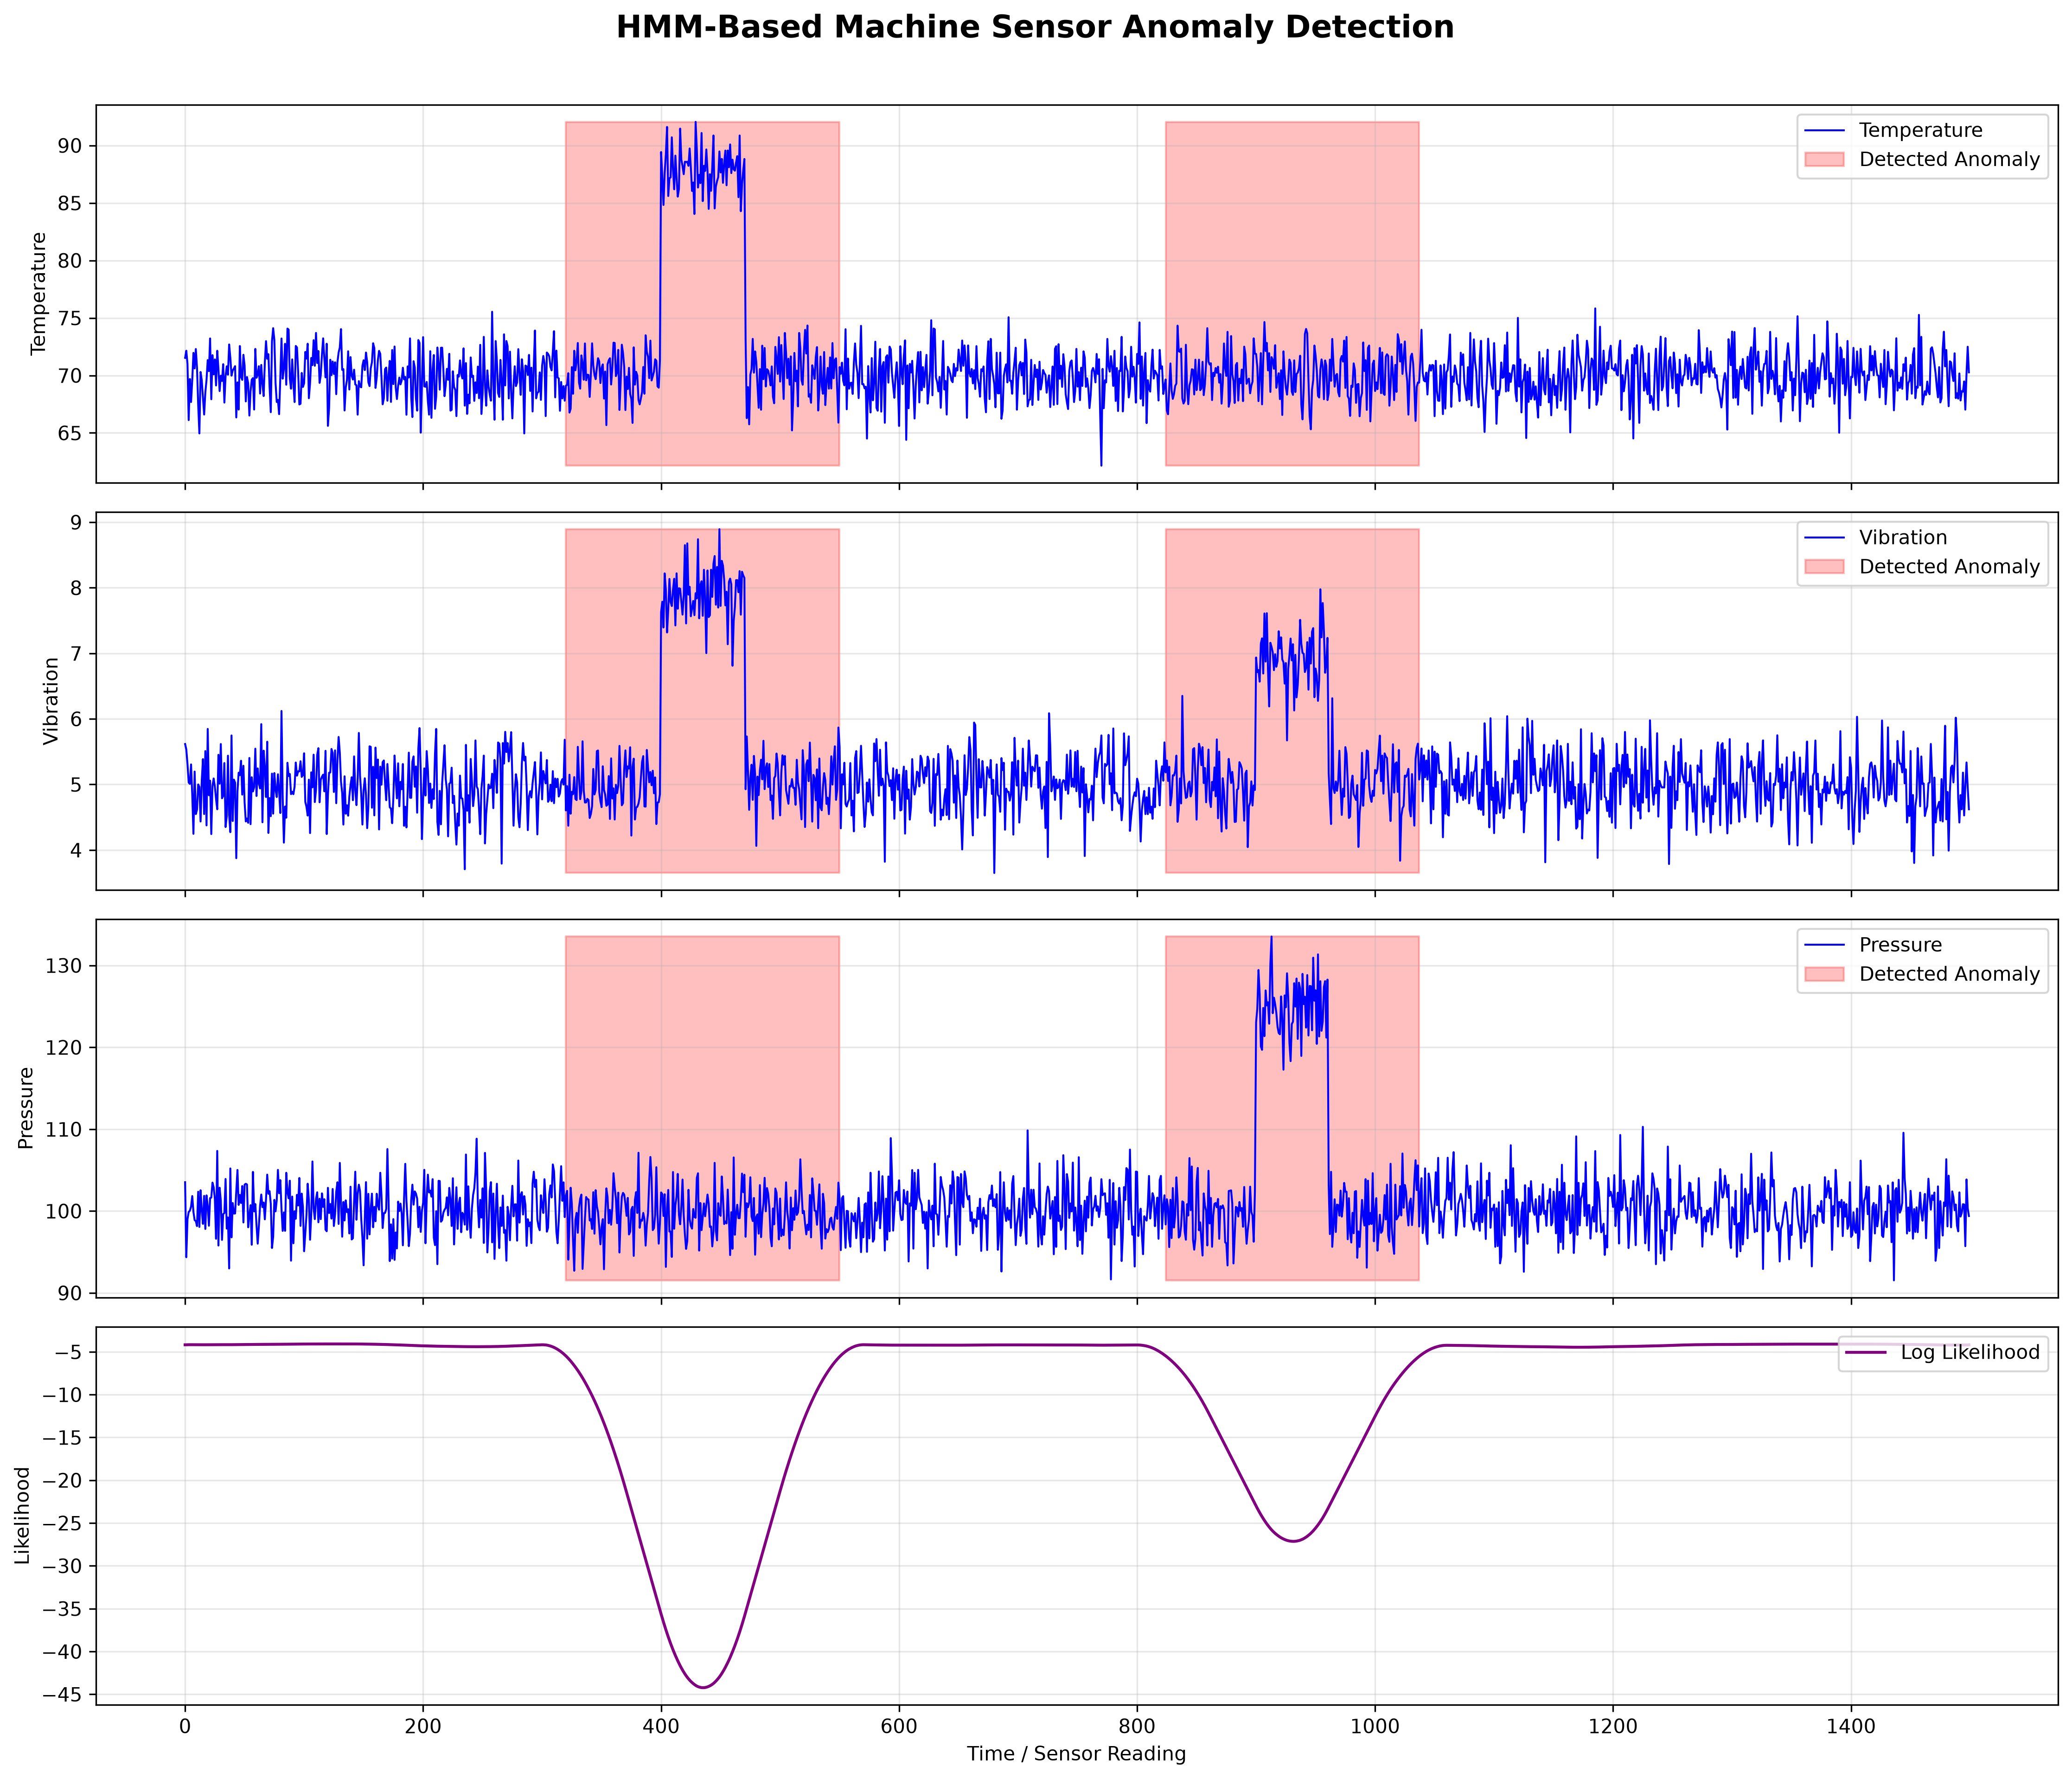 HMM-Based Machine Sensor Anomaly Detection
90
85
80
75
70
65
Temperature
Temperature
Detected Anomaly
9
8
7
6
5
4
Vibration
Vibration
Detected Anomaly
130
120
110
100
90
Pressure
Pressure
Detected Anomaly
−5
−10
−15
−20
−25
−30
−35
−40
−45
Likelihood
Log Likelihood
0 200 400 600 800 1000 1200 1400
Time / Sensor Reading